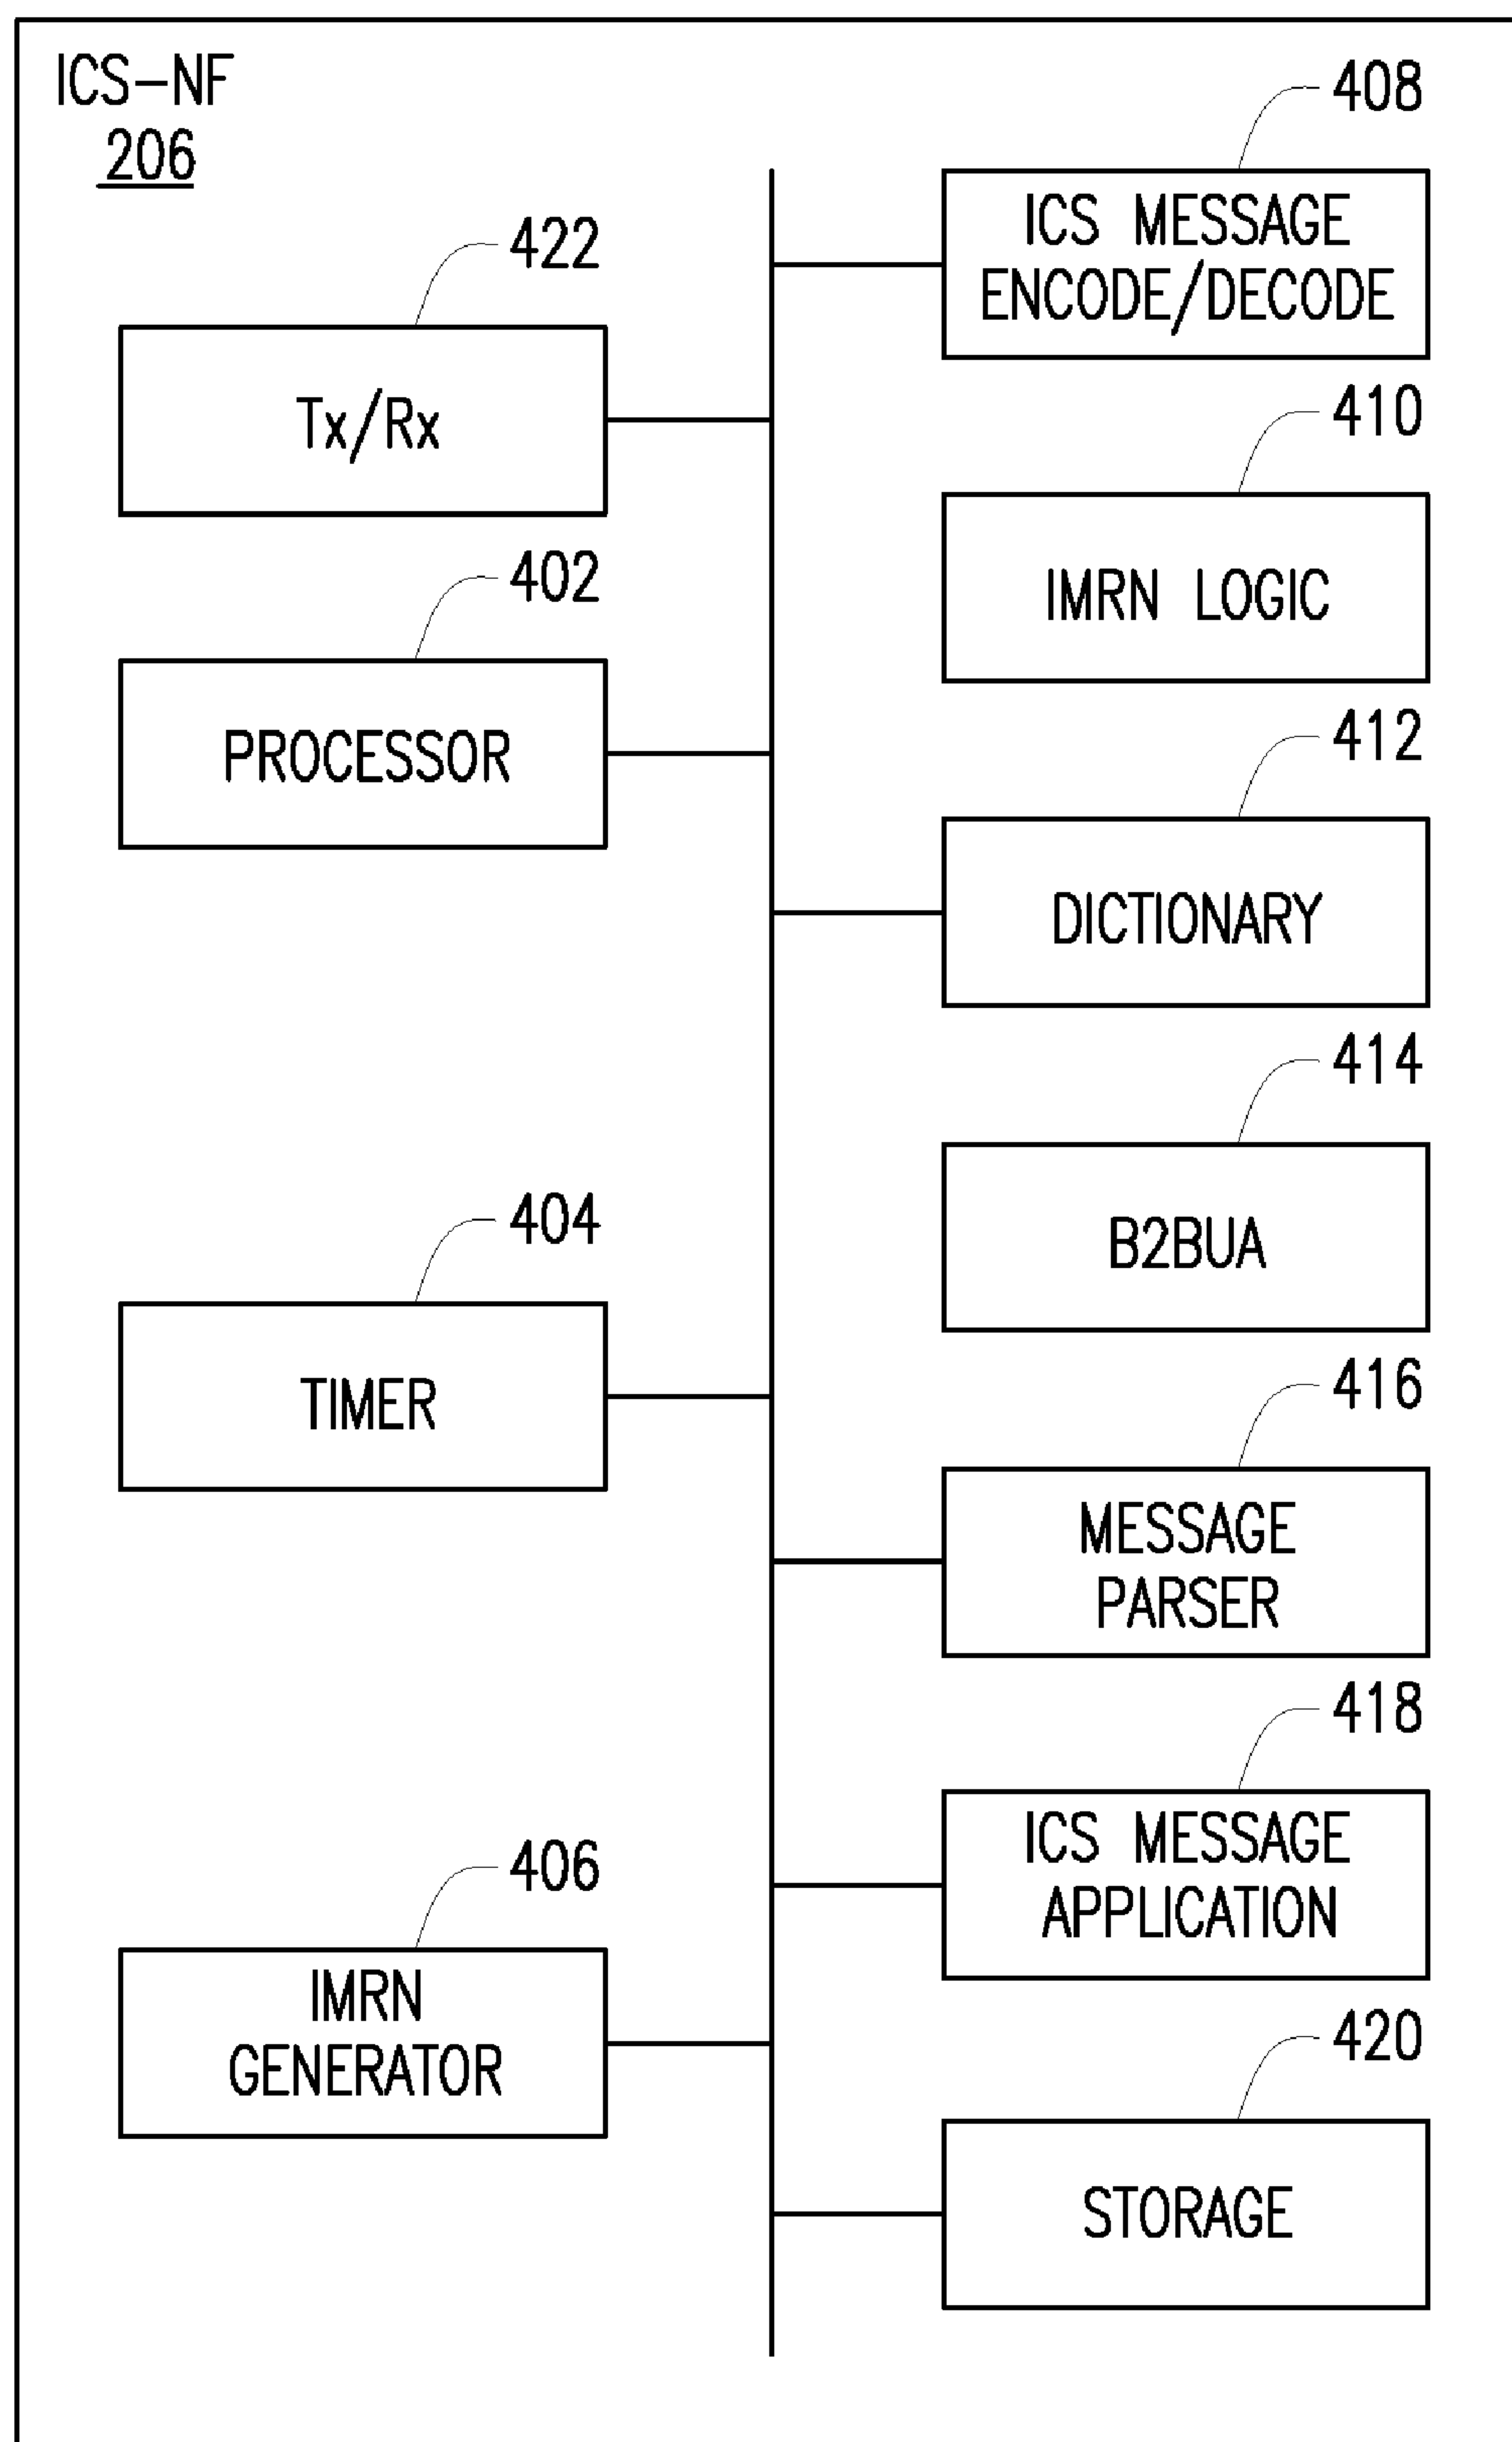 ICS-NF
206
422
Tx/Rx
402
PROCESSOR
404
TIMER
406
IMRN
GENERATOR
408
ICS MESSAGE
ENCODE/DECODE
410
IMRN LOGIC
412
DICTIONARY
414
B2BUA
416
MESSAGE
PARSER
418
ICS MESSAGE
APPLICATION
420
STORAGE